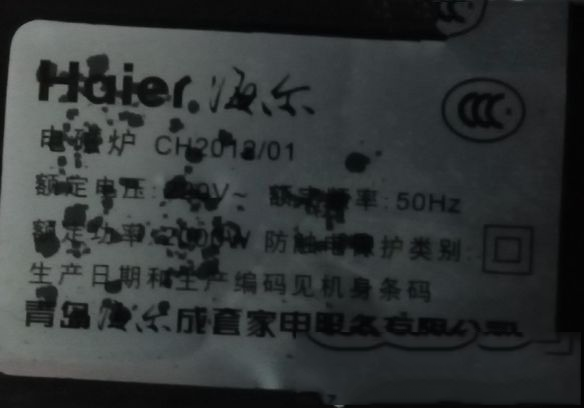 Haier 海尔
电磁炉 CH2012/01
额定电压: V~ 额定频率: 50Hz
额定功率: 2000W 防触电保护类别:
生产日期和生产编码见机身条码
青岛海尔成套家电服务有限公司